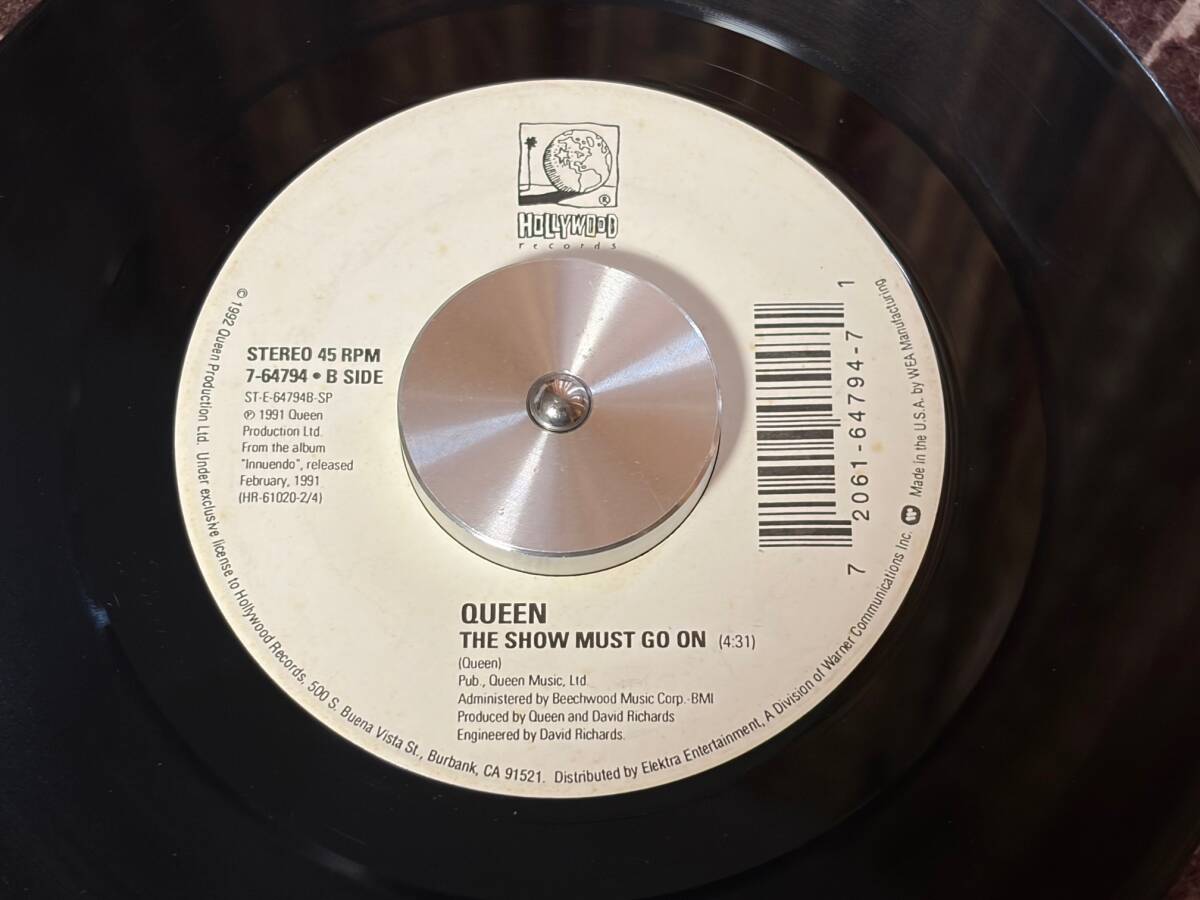 HOLLYWOOD
records
®
STEREO 45 RPM
7-64794 • B SIDE
ST-E-64794B-SP
℗ 1991 Queen
Production Ltd.
From the album
"Innuendo", released
February, 1991
(HR-61020-2/4)
7 2061-64794-7 1
QUEEN
THE SHOW MUST GO ON (4:31)
(Queen)
Pub., Queen Music, Ltd
Administered by Beechwood Music Corp.-BMI
Produced by Queen and David Richards
Engineered by David Richards.
© 1992 Queen Production Ltd. Under exclusive license to Hollywood Records, 500 S. Buena Vista St., Burbank, CA 91521. Distributed by Elektra Entertainment, A Division of Warner Communications Inc. Made in the U.S.A. by WEA Manufacturing